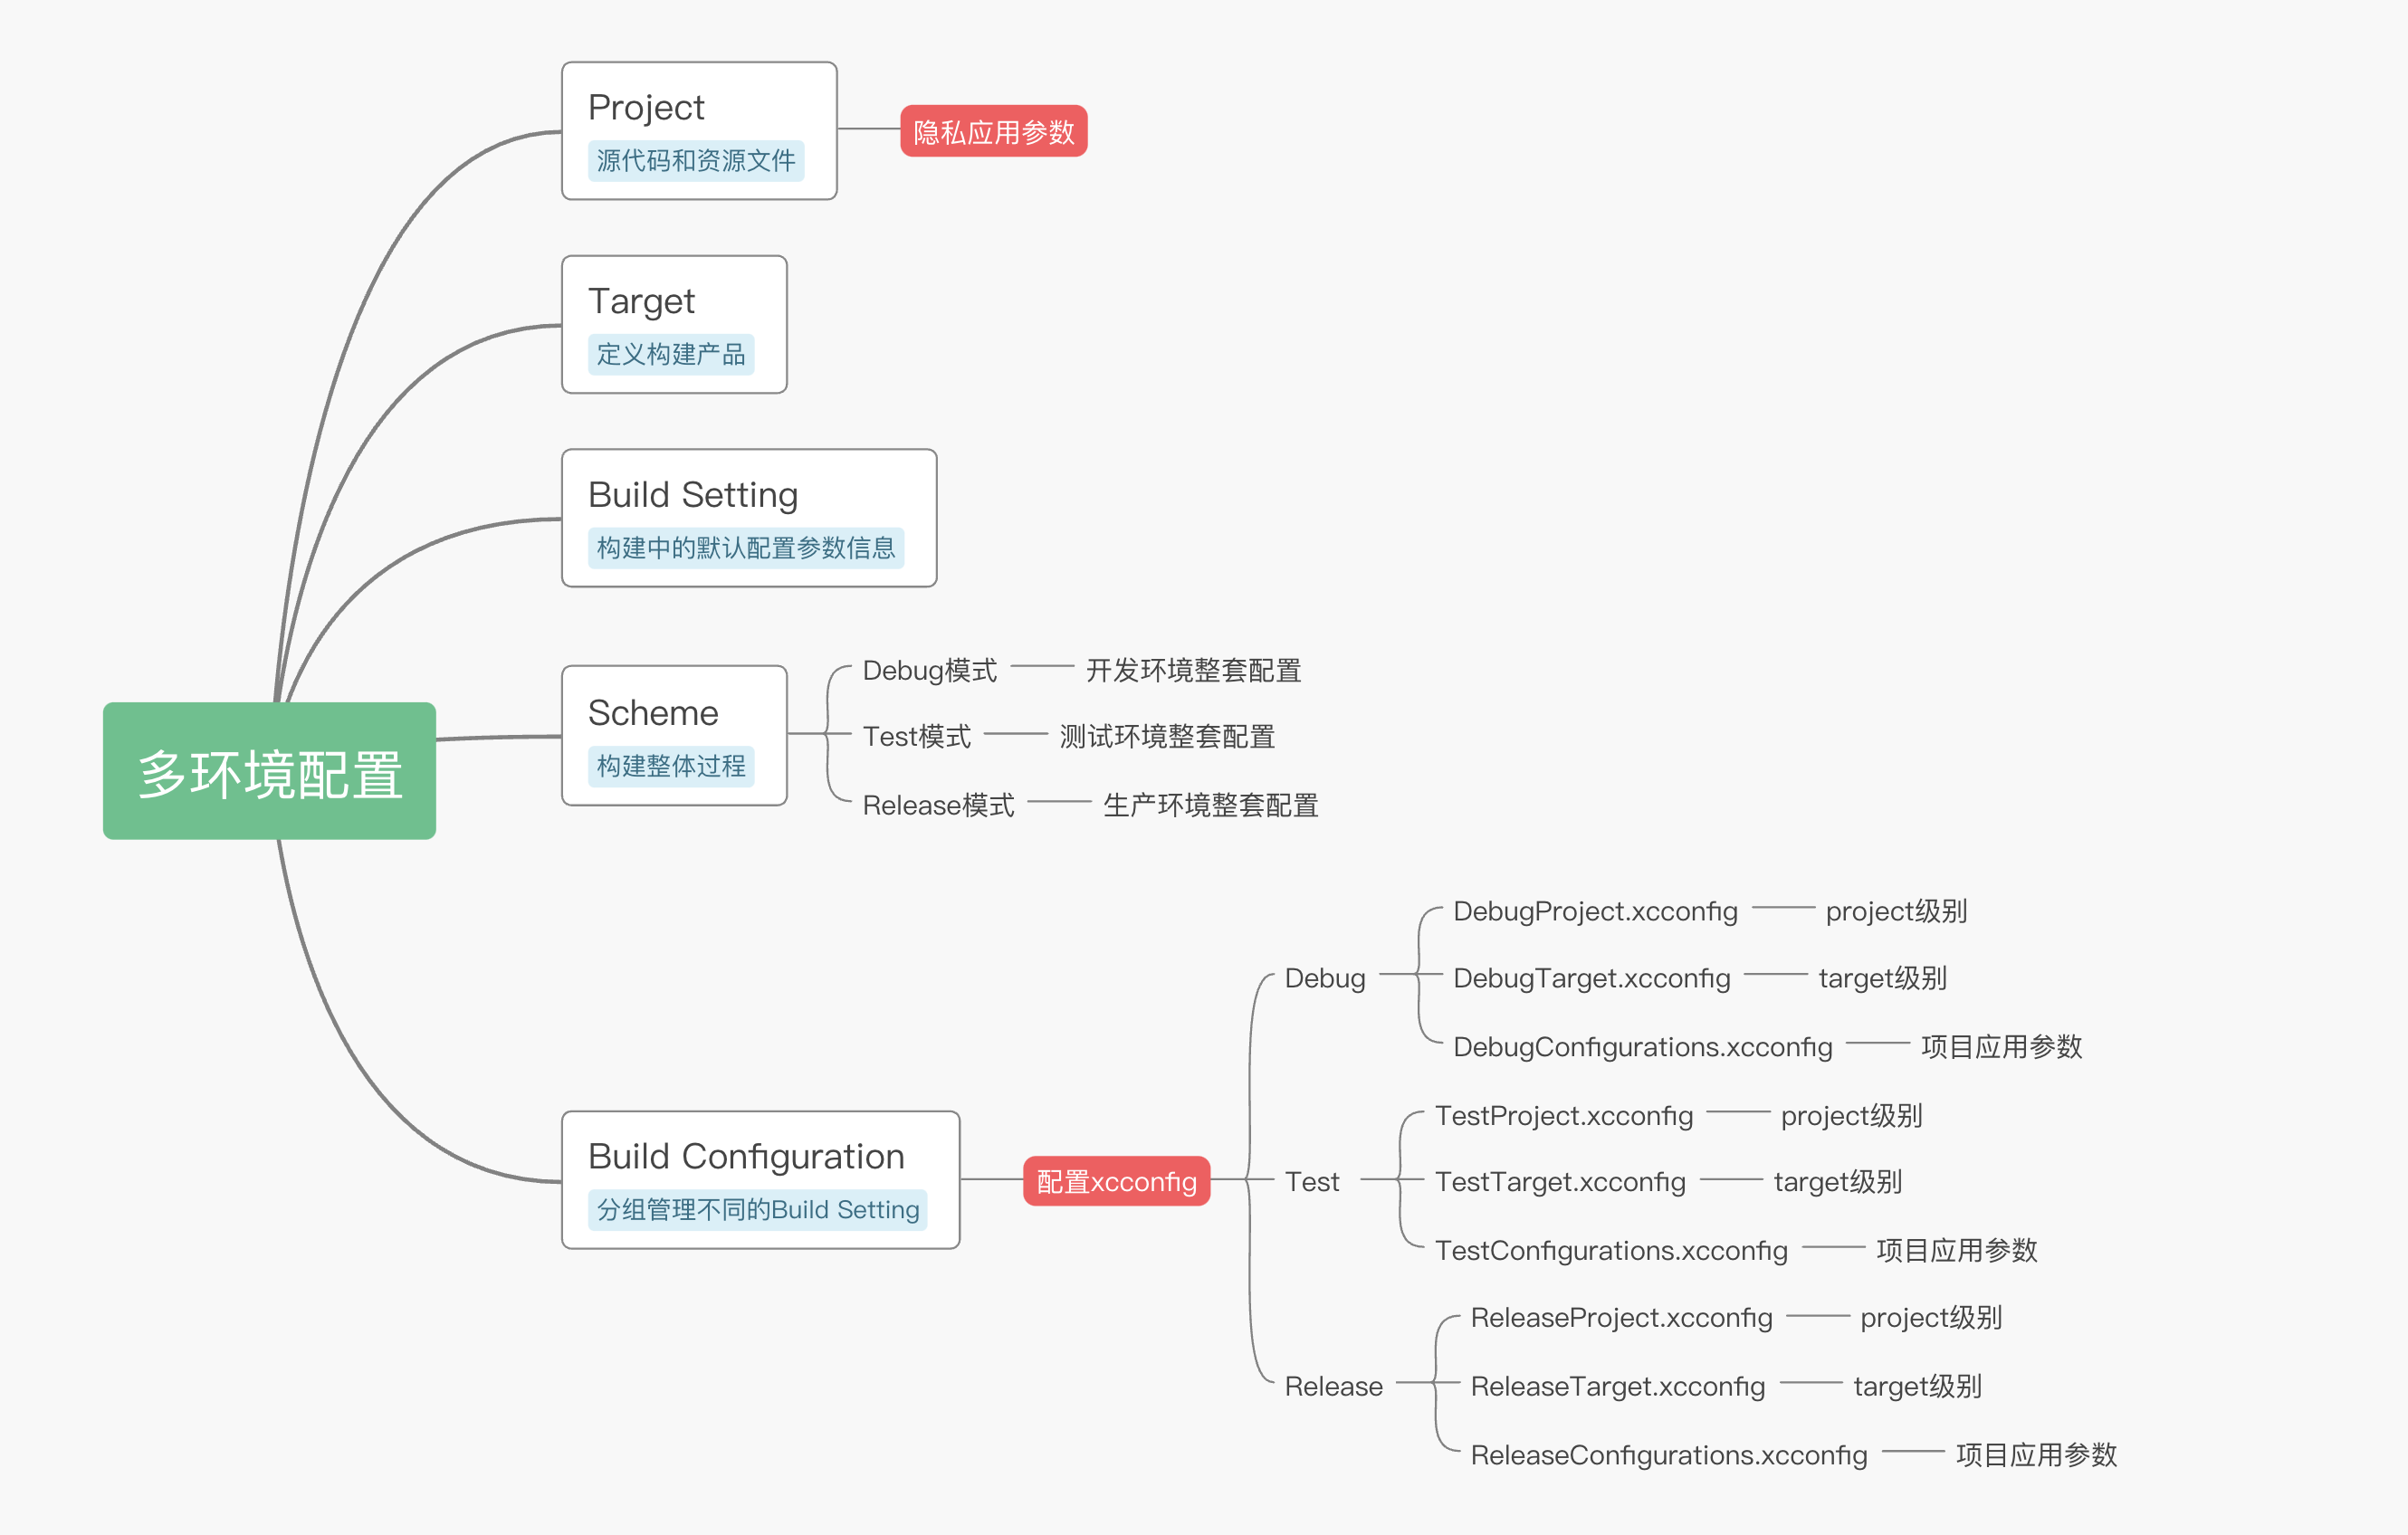 多环境配置
Project
源代码和资源文件
隐私应用参数
Target
定义构建产品
Build Setting
构建中的默认配置参数信息
Scheme
构建整体过程
Debug模式
开发环境整套配置
Test模式
测试环境整套配置
Release模式
生产环境整套配置
Build Configuration
分组管理不同的Build Setting
配置xcconfig
Debug
DebugProject.xcconfig
project级别
DebugTarget.xcconfig
target级别
DebugConfigurations.xcconfig
项目应用参数
Test
TestProject.xcconfig
project级别
TestTarget.xcconfig
target级别
TestConfigurations.xcconfig
项目应用参数
Release
ReleaseProject.xcconfig
project级别
ReleaseTarget.xcconfig
target级别
ReleaseConfigurations.xcconfig
项目应用参数